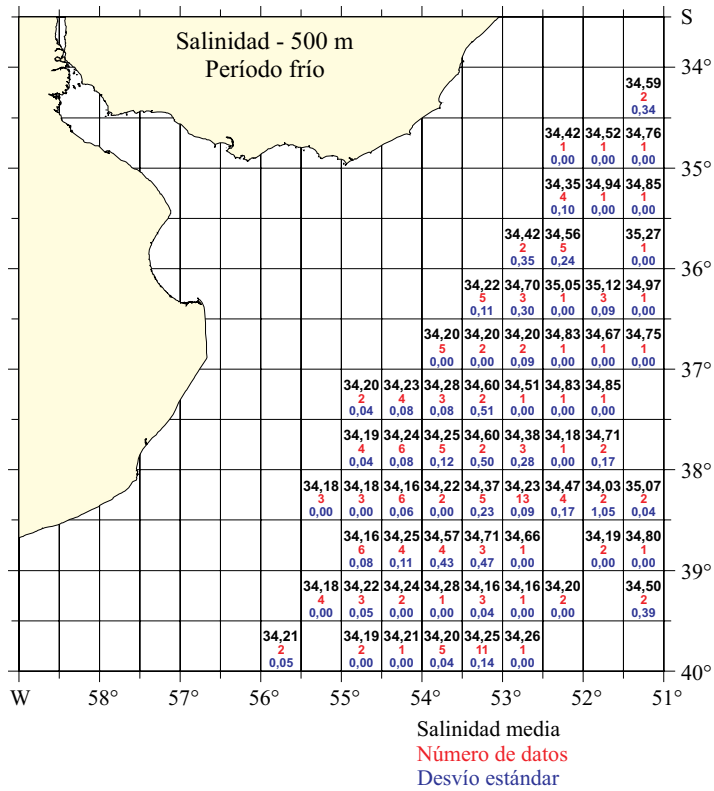 S
Salinidad - 500 m
Período frío
34°
34,59
2
0,34
34,42 34,52 34,76
1 1 1
0,00 0,00 0,00
35°
34,35 34,94 34,85
4 1 1
0,10 0,00 0,00
34,42 34,56 35,27
2 5 1
0,35 0,24 0,00
36°
34,22 34,70 35,05 35,12 34,97
5 3 1 3 1
0,11 0,30 0,00 0,09 0,00
34,20 34,20 34,20 34,83 34,67 34,75
5 2 2 1 1 1
0,00 0,00 0,09 0,00 0,00 0,00
37°
34,20 34,23 34,28 34,60 34,51 34,83 34,85
2 4 3 2 1 1 1
0,04 0,08 0,08 0,51 0,00 0,00 0,00
34,19 34,24 34,25 34,60 34,38 34,18 34,71
4 6 5 2 3 1 2
0,04 0,08 0,12 0,50 0,28 0,00 0,17
38°
34,18 34,18 34,16 34,22 34,37 34,23 34,47 34,03 35,07
3 3 6 2 5 13 4 2 2
0,00 0,00 0,06 0,00 0,23 0,09 0,17 1,05 0,04
34,16 34,25 34,57 34,71 34,66 34,19 34,80
6 4 4 3 1 2 1
0,08 0,11 0,43 0,47 0,00 0,00 0,00
39°
34,18 34,22 34,24 34,28 34,16 34,16 34,20 34,50
4 3 2 1 3 1 2 2
0,00 0,05 0,00 0,00 0,04 0,00 0,00 0,39
34,21 34,19 34,21 34,20 34,25 34,26
2 2 1 5 11 1
0,05 0,00 0,00 0,04 0,14 0,00
40°
W 58° 57° 56° 55° 54° 53° 52° 51°
Salinidad media
Número de datos
Desvío estándar